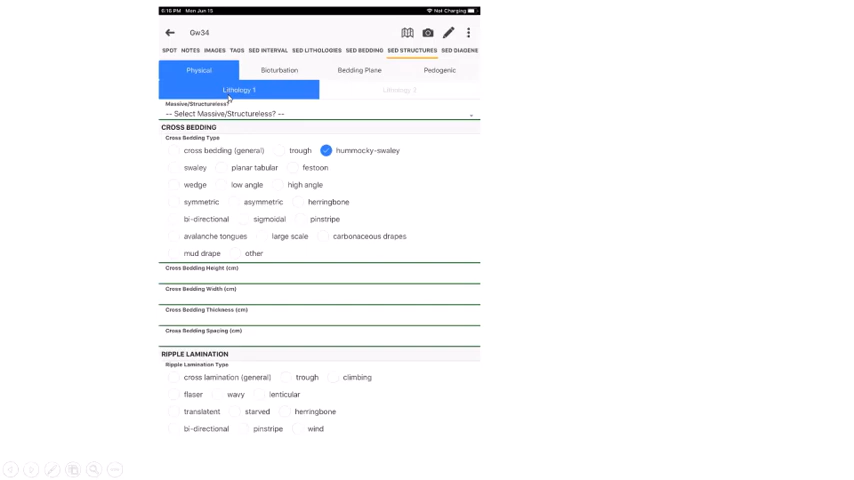 6:16 PM Mon Jun 15 Not Charging
Gw34
SPOT NOTES IMAGES TAGS SED INTERVAL SED LITHOLOGIES SED BEDDING SED STRUCTURES SED DIAGENE
Physical Bioturbation Bedding Plane Pedogenic
Lithology 1 Lithology 2
Massive/Structureless?
-- Select Massive/Structureless? --
CROSS BEDDING
Cross Bedding Type
cross bedding (general) trough hummocky-swaley
swaley planar tabular festoon
wedge low angle high angle
symmetric asymmetric herringbone
bi-directional sigmoidal pinstripe
avalanche tongues large scale carbonaceous drapes
mud drape other
Cross Bedding Height (cm)
Cross Bedding Width (cm)
Cross Bedding Thickness (cm)
Cross Bedding Spacing (cm)
RIPPLE LAMINATION
Ripple Lamination Type
cross lamination (general) trough climbing
flaser wavy lenticular
translatent starved herringbone
bi-directional pinstripe wind